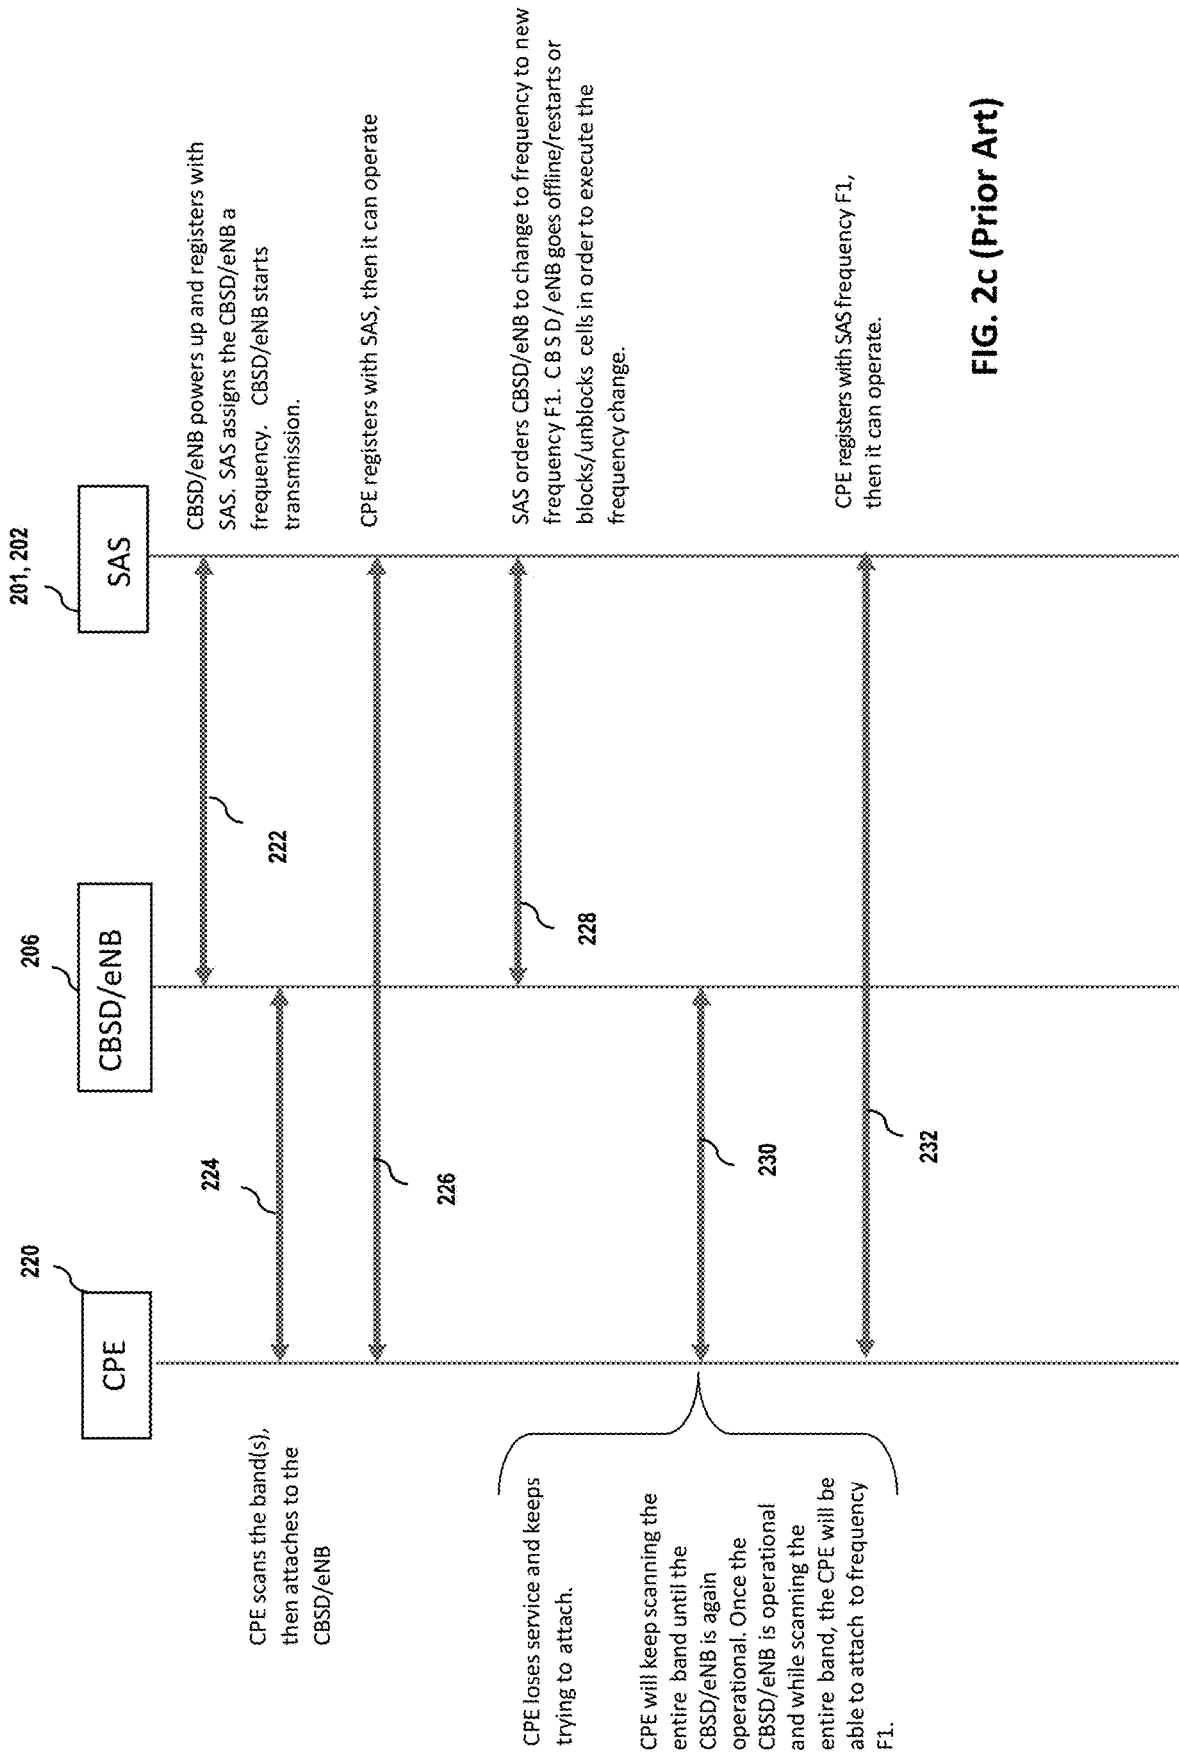 220
CPE
206
CBSD/eNB
201, 202
SAS
CBSD/eNB powers up and registers with
SAS. SAS assigns the CBSD/eNB a
frequency. CBSD/eNB starts
transmission.
222
CPE scans the band(s),
then attaches to the
CBSD/eNB
224
CPE registers with SAS, then it can operate
226
SAS orders CBSD/eNB to change to frequency to new
frequency F1. CBSD/eNB goes offline/restarts or
blocks/unblocks cells in order to execute the
frequency change.
228
CPE loses service and keeps
trying to attach.
CPE will keep scanning the
entire band until the
CBSD/eNB is again
operational. Once the
CBSD/eNB is operational
and while scanning the
entire band, the CPE will be
able to attach to frequency
F1.
230
CPE registers with SAS frequency F1,
then it can operate.
232
FIG. 2c (Prior Art)